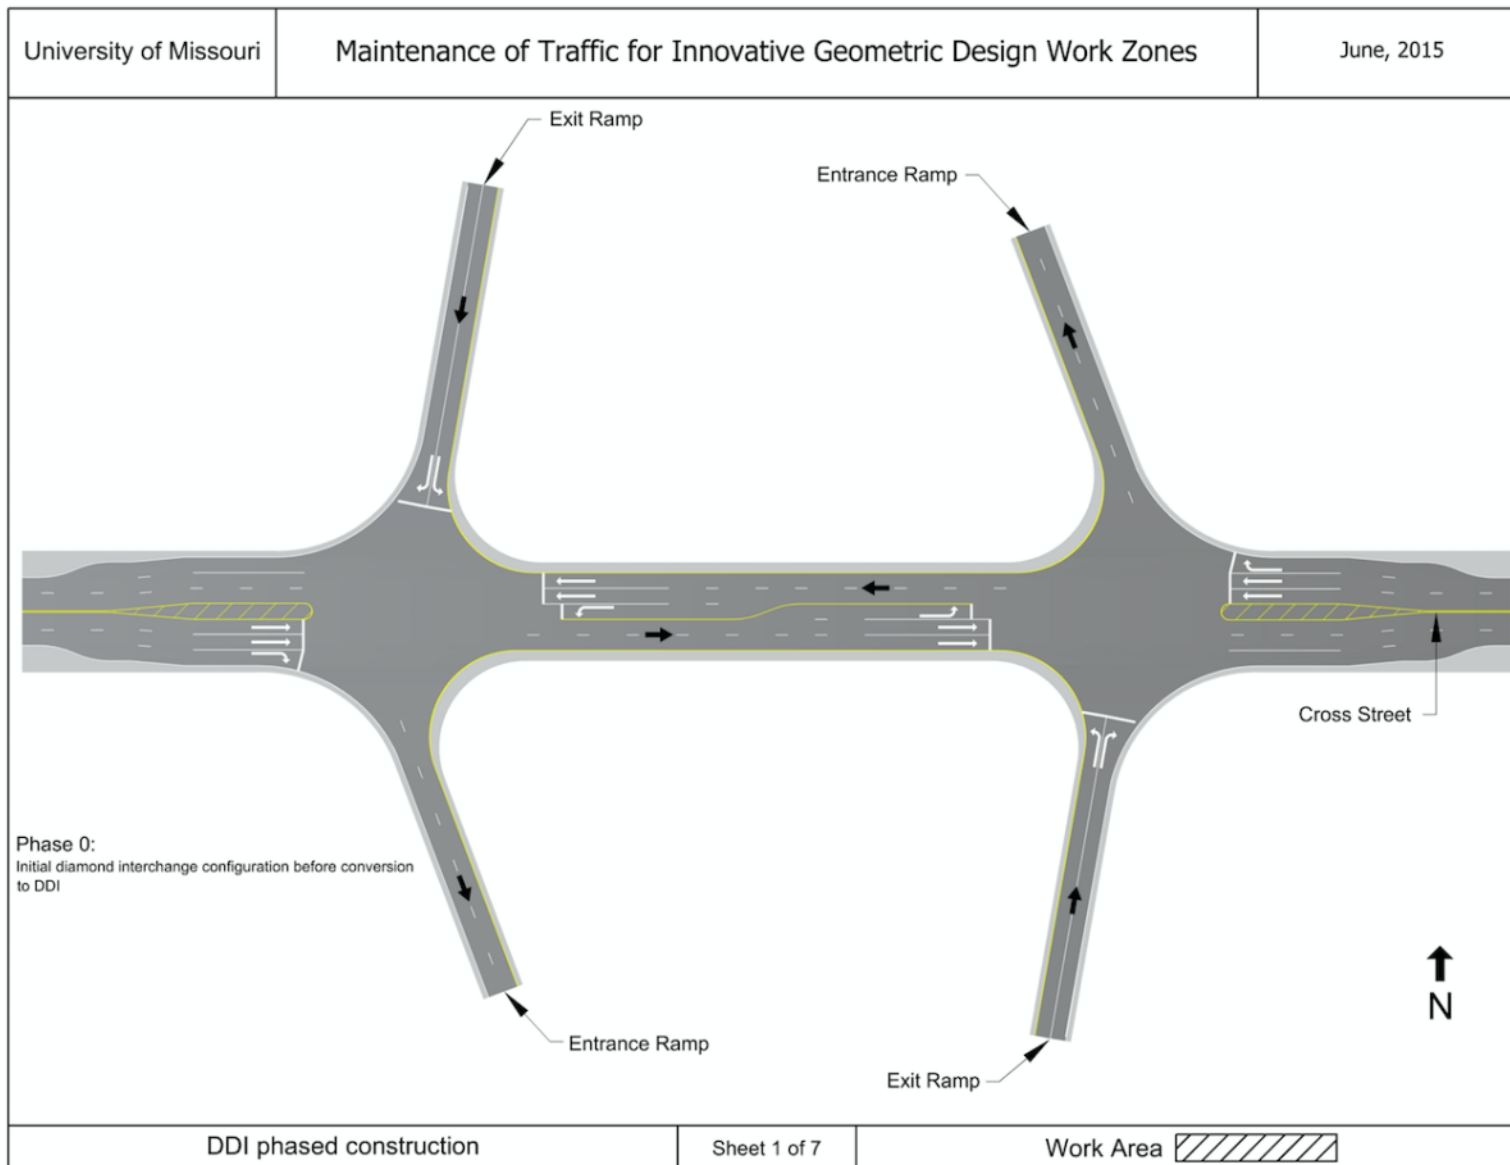 University of Missouri
Maintenance of Traffic for Innovative Geometric Design Work Zones
June, 2015
Exit Ramp
Entrance Ramp
Cross Street
Phase 0:
Initial diamond interchange configuration before conversion
to DDI
N
Entrance Ramp
Exit Ramp
DDI phased construction
Sheet 1 of 7
Work Area